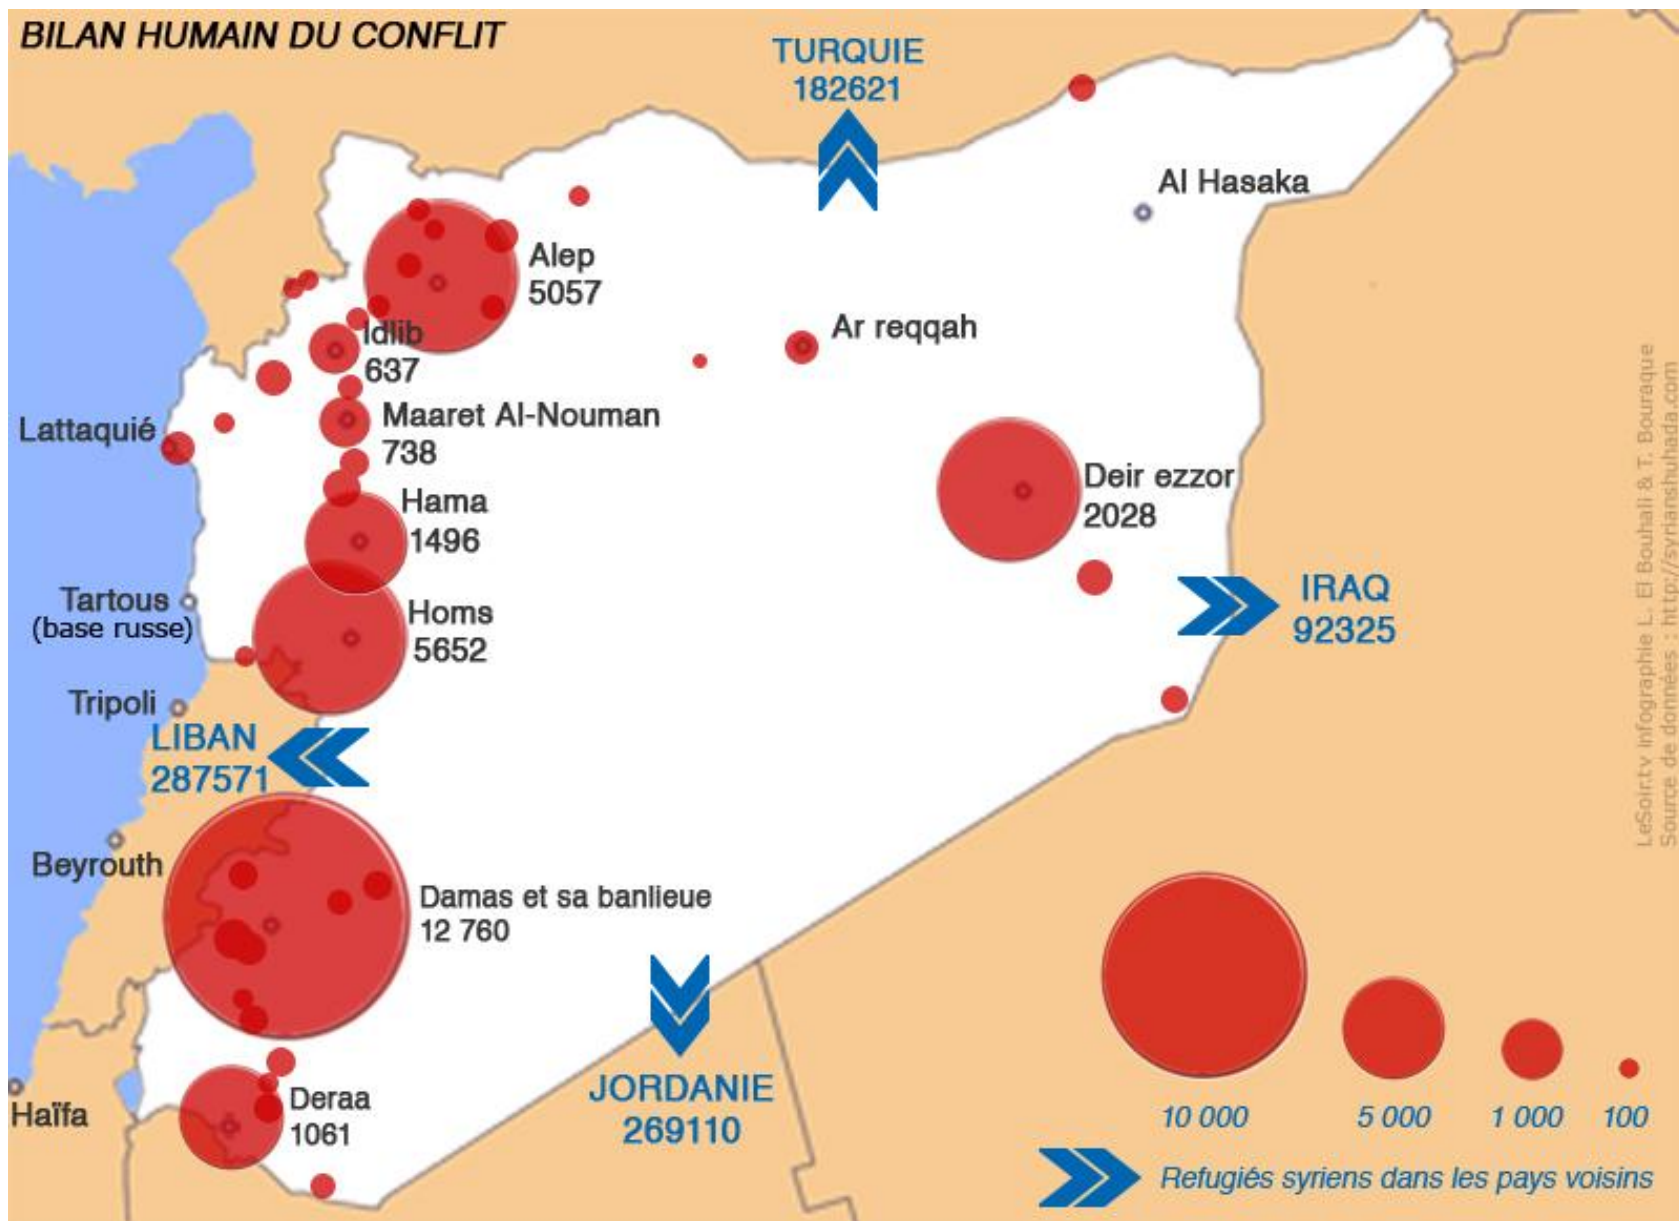 BILAN HUMAIN DU CONFLIT
TURQUIE
182621
Al Hasaka
Alep
5057
Ar reqqah
Idlib
637
Maaret Al-Nouman
738
Lattaquié
Deir ezzor
2028
Hama
1496
IRAQ
92325
Tartous
(base russe)
Homs
5652
Tripoli
LIBAN
287571
Beyrouth
Damas et sa banlieue
12 760
JORDANIE
269110
Haïfa
Deraa
1061
10 000
5 000
1 000
100
Refugiés syriens dans les pays voisins
LeSoir.tv Infographie L. El Bouhali & T. Bouraque
Source de données : http://syrianshuhada.com